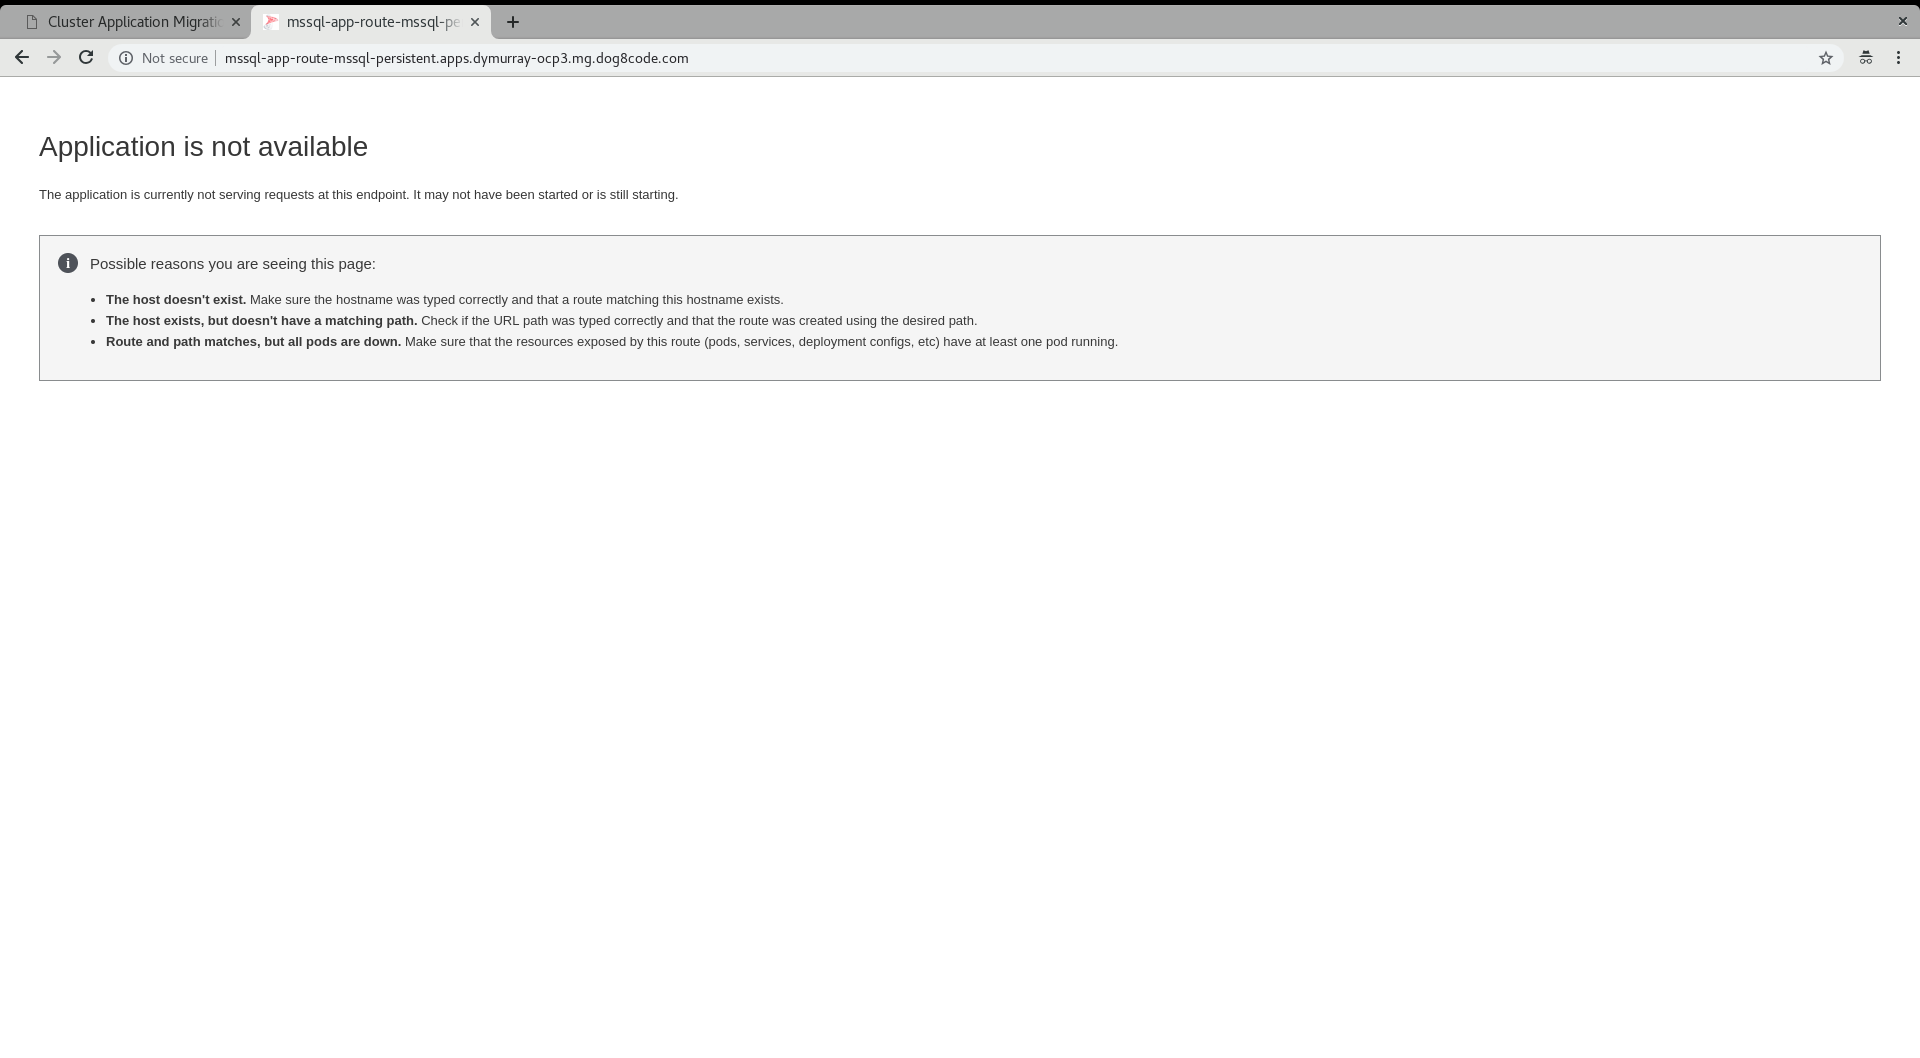 Cluster Application Migratio
mssql-app-route-mssql-pe
Not secure
mssql-app-route-mssql-persistent.apps.dymurray-ocp3.mg.dog8code.com
Application is not available
The application is currently not serving requests at this endpoint. It may not have been started or is still starting.
Possible reasons you are seeing this page:
• The host doesn't exist. Make sure the hostname was typed correctly and that a route matching this hostname exists.
• The host exists, but doesn't have a matching path. Check if the URL path was typed correctly and that the route was created using the desired path.
• Route and path matches, but all pods are down. Make sure that the resources exposed by this route (pods, services, deployment configs, etc) have at least one pod running.